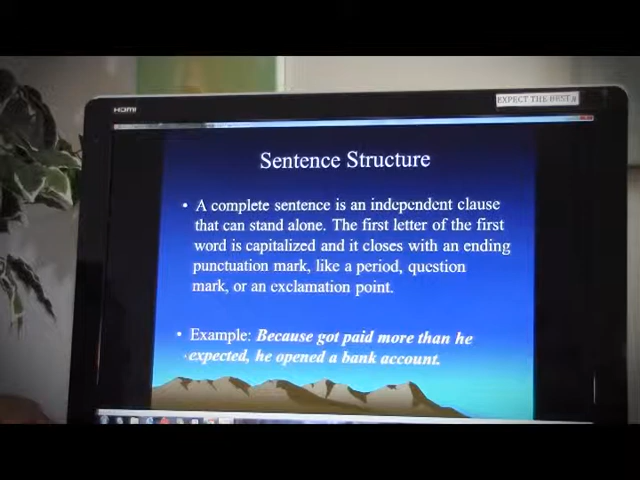 HDMI
EXPECT THE BEST
Sentence Structure
• A complete sentence is an independent clause
that can stand alone. The first letter of the first
word is capitalized and it closes with an ending
punctuation mark, like a period, question
mark, or an exclamation point.
• Example: Because got paid more than he
expected, he opened a bank account.